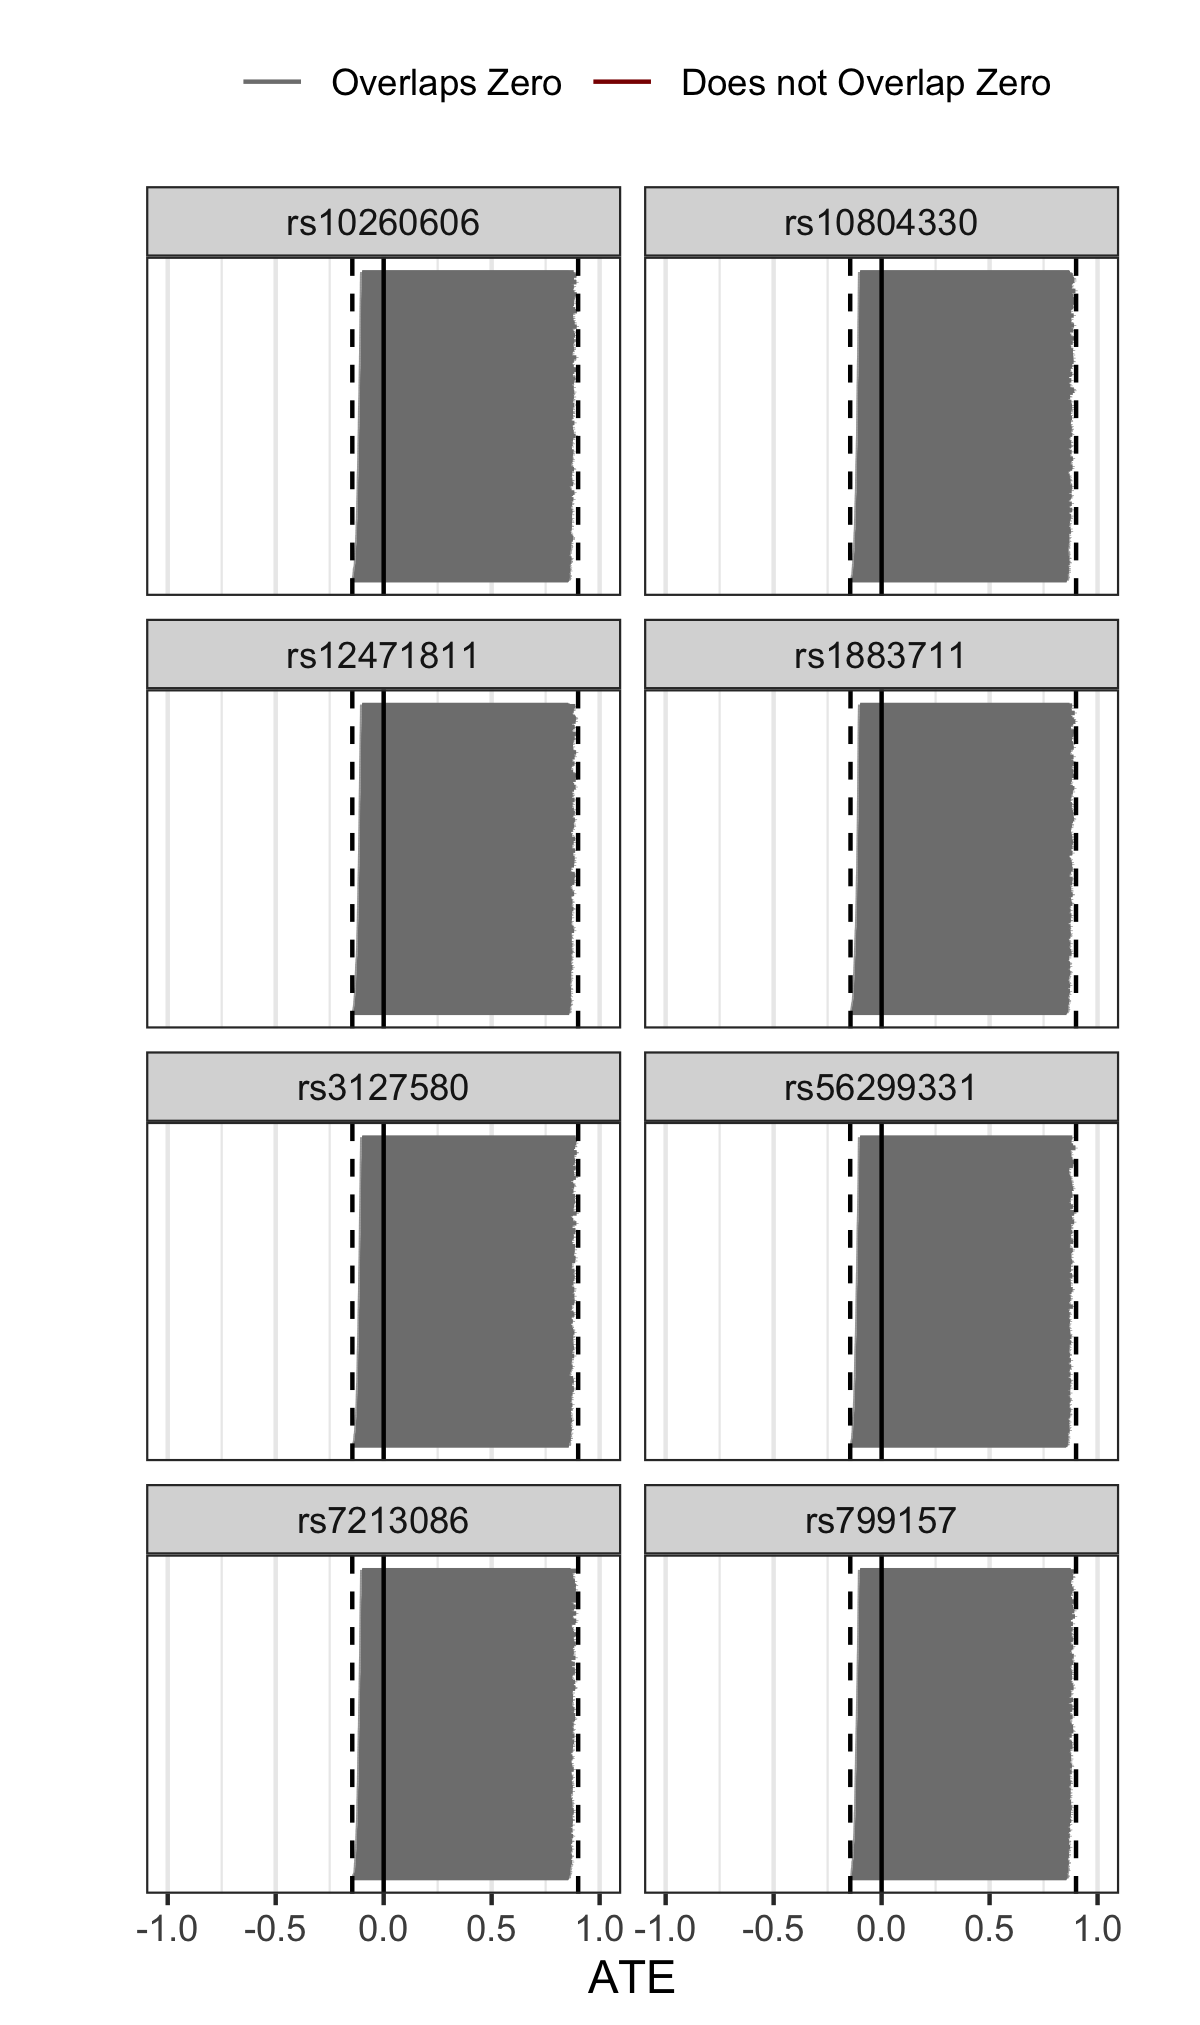 Overlaps Zero Does not Overlap Zero
rs10260606 rs10804330
rs12471811 rs1883711
rs3127580 rs56299331
rs7213086 rs799157
-1.0 -0.5 0.0 0.5 1.0 -1.0 -0.5 0.0 0.5 1.0
ATE